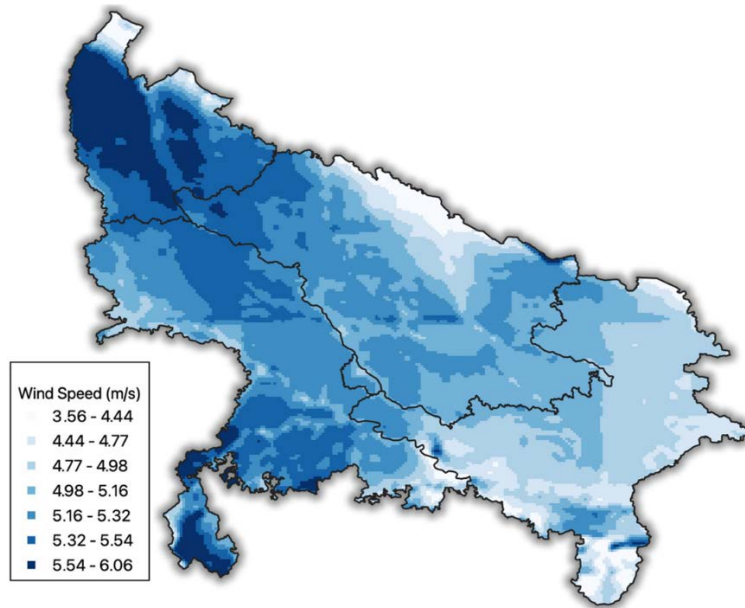 Wind Speed (m/s)
3.56 - 4.44
4.44 - 4.77
4.77 - 4.98
4.98 - 5.16
5.16 - 5.32
5.32 - 5.54
5.54 - 6.06